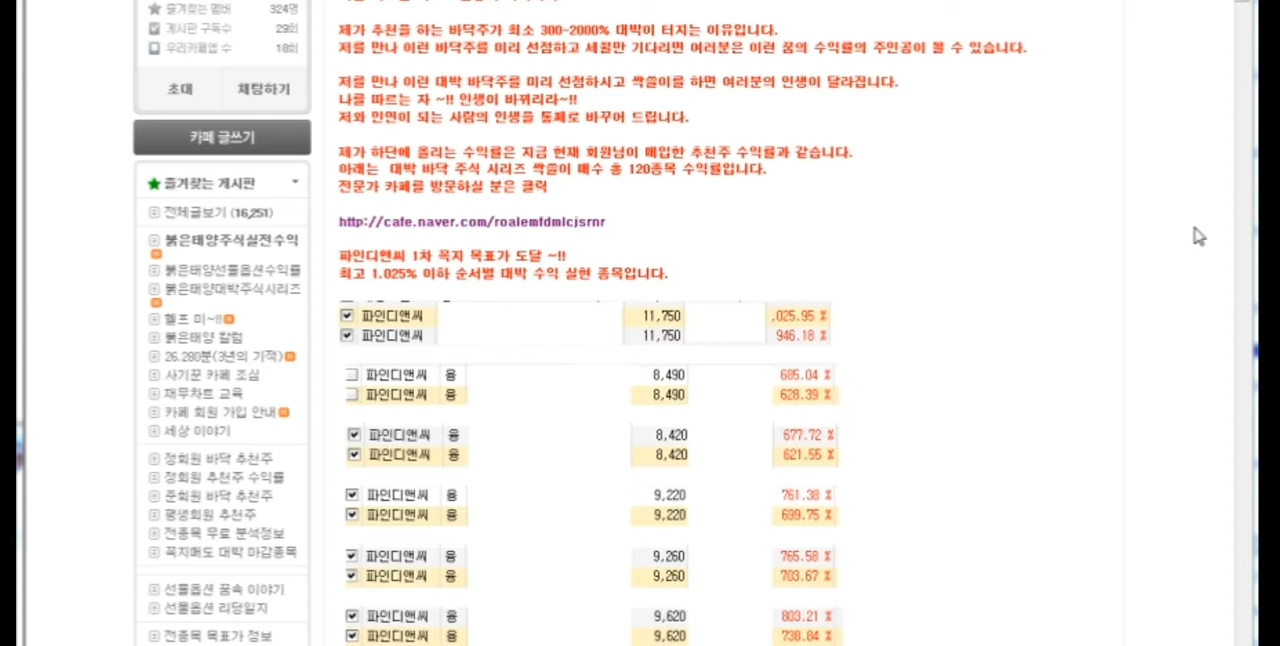 즐겨찾는 멤버 324명
게시판 구독수 29회
우리카페앱 수 18회
초대 채팅하기
카페 글쓰기
즐겨찾는 게시판
전체글보기 (16,251)
붉은태양주식실전수익
붉은태양선물옵션수익률
붉은태양대박주식시리즈
헬프 미~!!
붉은태양 칼럼
26.280분(3년의 기적)
사기꾼 카페 조심
재무차트 교육
카페 회원 가입 안내
세상 이야기
정회원 바닥 추천주
정회원 추천주 수익률
준회원 바닥 추천주
평생회원 추천주
전종목 무료 분석정보
꼭지매도 대박 마감종목
선물옵션 꿈속 이야기
선물옵션 리딩일지
전종목 목표가 정보
제가 추천을 하는 바닥주가 최소 300-2000% 대박이 터지는 이유입니다.
저를 만나 이런 바닥주를 미리 선점하고 세월만 기다리면 여러분은 이런 꿈의 수익률의 주인공이 될 수 있습니다.
저를 만나 이런 대박 바닥주를 미리 선점하시고 싹쓸이를 하면 여러분의 인생이 달라집니다.
나를 따르는 자 ~!! 인생이 바뀌리라~!!
저와 인연이 되는 사람의 인생을 통째로 바꾸어 드립니다.
제가 하단에 올리는 수익률은 지금 현재 회원님이 매입한 추천주 수익률과 같습니다.
아래는 대박 바닥 주식 시리즈 싹쓸이 매수 총 120종목 수익률입니다.
전문가 카페를 방문하실 분은 클릭
http://cafe.naver.com/roalemfdmlcjsrnr
파인디앤씨 1차 꼭지 목표가 도달 ~!!
최고 1.025% 이하 순서별 대박 수익 실현 종목입니다.
파인디앤씨 11,750 ,025.95 %
파인디앤씨 11,750 946.18 %
파인디앤씨 융 8,490 685.04 %
파인디앤씨 융 8,490 628.39 %
파인디앤씨 융 8,420 677.72 %
파인디앤씨 융 8,420 621.55 %
파인디앤씨 융 9,220 761.38 %
파인디앤씨 융 9,220 699.75 %
파인디앤씨 융 9,260 765.58 %
파인디앤씨 융 9,260 703.67 %
파인디앤씨 융 9,620 803.21 %
파인디앤씨 융 9,620 738.84 %